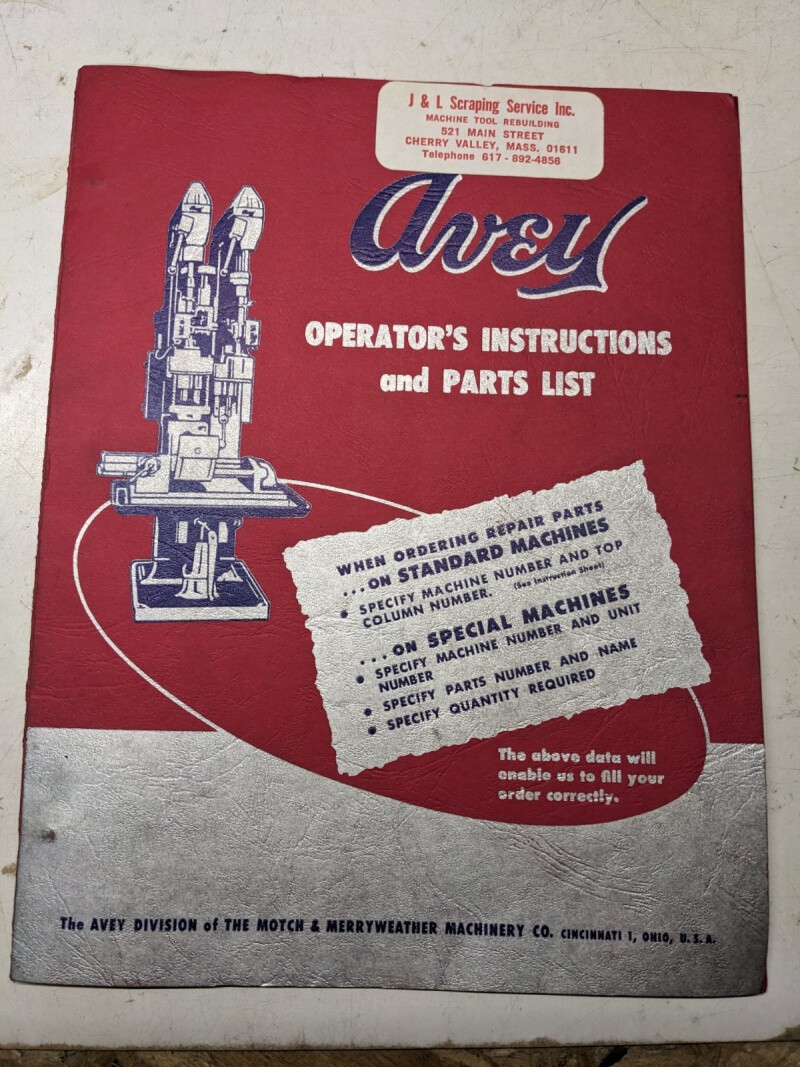 J & L Scraping Service Inc.
MACHINE TOOL REBUILDING
521 MAIN STREET
CHERRY VALLEY, MASS. 01611
Telephone 617 - 892-4856
Avey
OPERATOR'S INSTRUCTIONS
and PARTS LIST
WHEN ORDERING REPAIR PARTS
...ON STANDARD MACHINES
• SPECIFY MACHINE NUMBER AND TOP
COLUMN NUMBER. (See Instruction Sheet)
...ON SPECIAL MACHINES
• SPECIFY MACHINE NUMBER AND UNIT
NUMBER
• SPECIFY PARTS NUMBER AND NAME
• SPECIFY QUANTITY REQUIRED
The above data will
enable us to fill your
order correctly.
The AVEY DIVISION of THE MOTCH & MERRYWEATHER MACHINERY CO. CINCINNATI 1, OHIO, U.S.A.